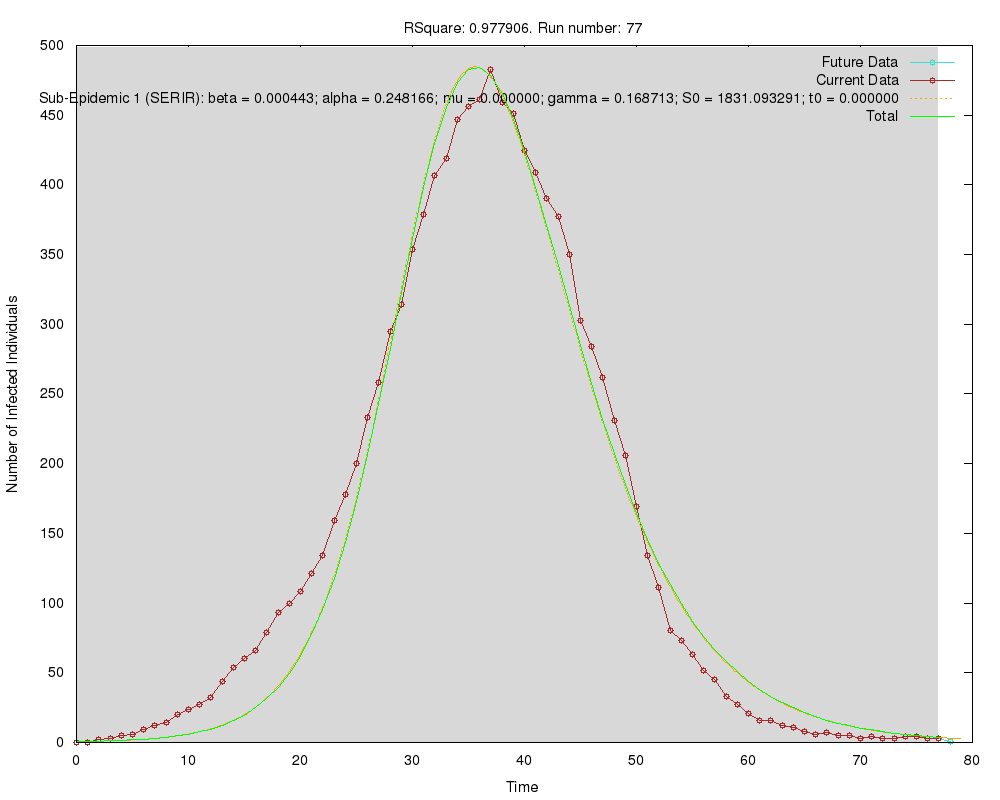 RSquare: 0.977906. Run number: 77
500
450
400
350
300
250
200
150
100
50
0
Number of Infected Individuals
Future Data
Current Data
Sub-Epidemic 1 (SERIR): beta = 0.000443; alpha = 0.248166; mu = 0.000000; gamma = 0.168713; S0 = 1831.093291; t0 = 0.000000
Total
0 10 20 30 40 50 60 70 80
Time